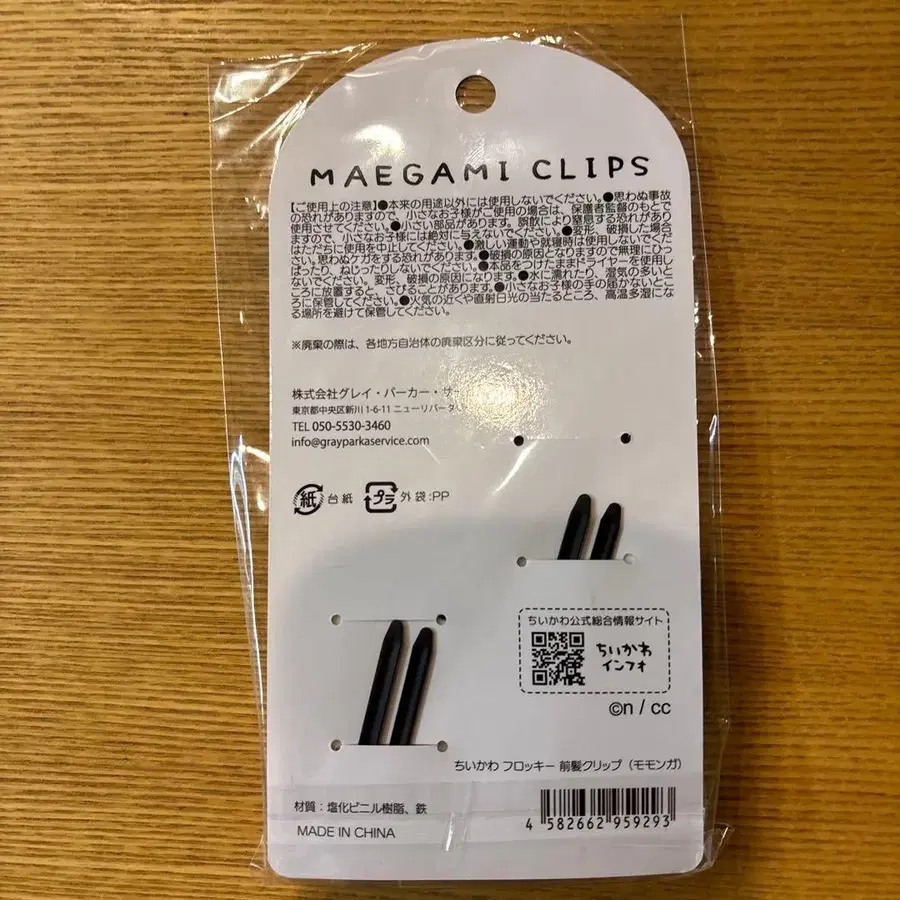 MAEGAMI CLIPS
【ご使用上の注意】●本来の用途以外には使用しないでください。●思わぬ事故
の恐れがありますので、小さなお子様がご使用の場合は、保護者監督のもとで
使用させてください。●小さい部品があります。誤飲により窒息する恐れがあり
ますので、小さなお子様には絶対に与えないでください。●変形、破損した場合
はただちに使用を中止してください。●激しい運動や就寝時は使用しないでくだ
さい。思わぬケガをする恐れがあります。●破損の原因となりますので無理にひっ
ぱったり、ねじったりしないでください。●本品をつけたままドライヤーを使用し
ないでください。変形、破損の原因になります。●水に濡れたり、湿気の多いと
ころに放置すると、さびることがあります。●小さなお子様の手の届かないとこ
ろに保管してください。●火気の近くや直射日光の当たるところ、高温多湿にな
る場所を避けて保管してください。
※廃棄の際は、各地方自治体の廃棄区分に従ってください。
株式会社グレイ・パーカー・サー
東京都中央区新川1-6-11 ニューリバータ
TEL 050-5530-3460
info@grayparkaservice.com
紙 台紙 プラ 外袋:PP
ちいかわ公式総合情報サイト
ちいかわ
インフォ
©n / cc
ちいかわ フロッキー 前髪クリップ（モモンガ）
材質：塩化ビニル樹脂、鉄
MADE IN CHINA
4 582662 959293